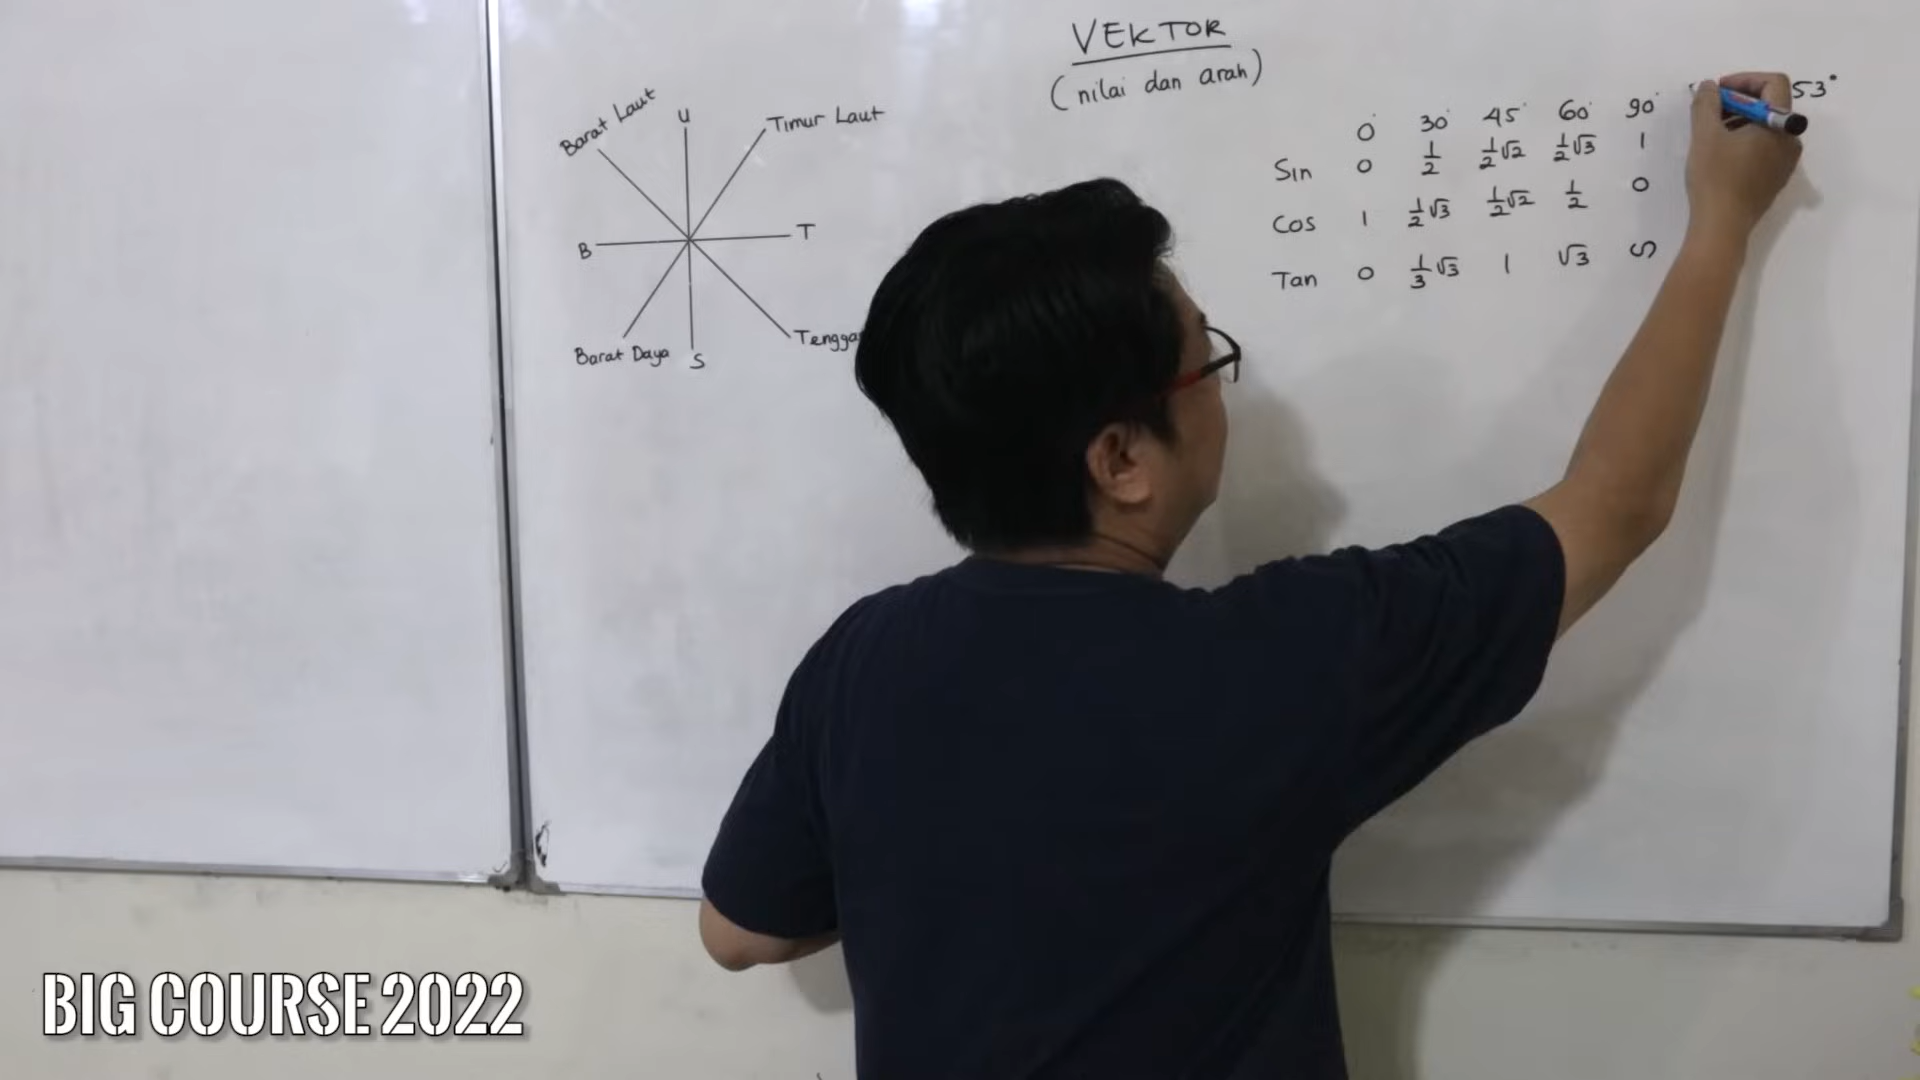 VEKTOR
(nilai dan arah)
Barat Laut
U
Timur Laut
B
T
Barat Daya
S
0° 30° 45° 60° 90° 53°
Sin 0 1/2 1/2√2 1/2√3 1
Cos 1 1/2√3 1/2√2 1/2 0
Tan 0 1/3√3 1 √3 ∽
BIG COURSE 2022